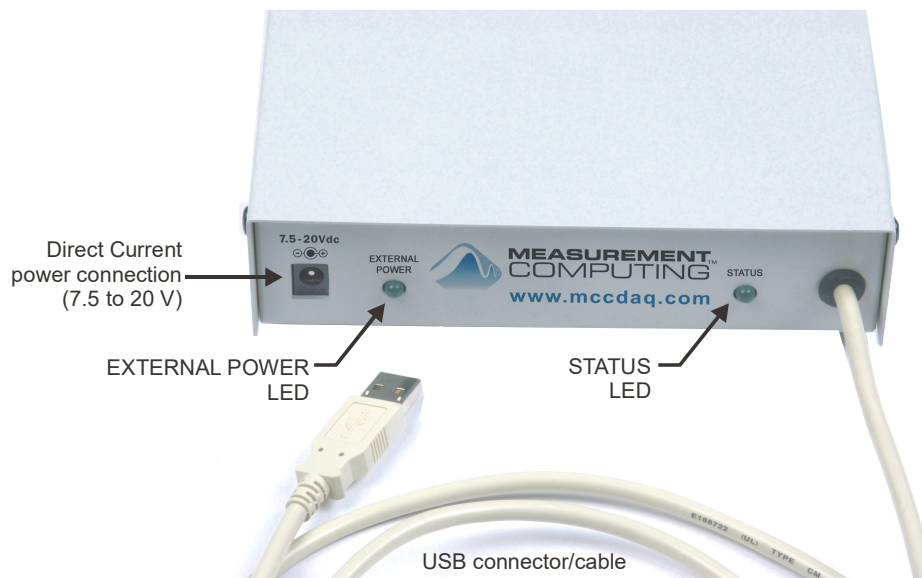 7.5-20Vdc
Direct Current
power connection
(7.5 to 20 V)
EXTERNAL
POWER
MEASUREMENT™
COMPUTING
www.mccdaq.com
STATUS
EXTERNAL POWER
LED
STATUS
LED
E188722 (UL) TYPE CM
USB connector/cable